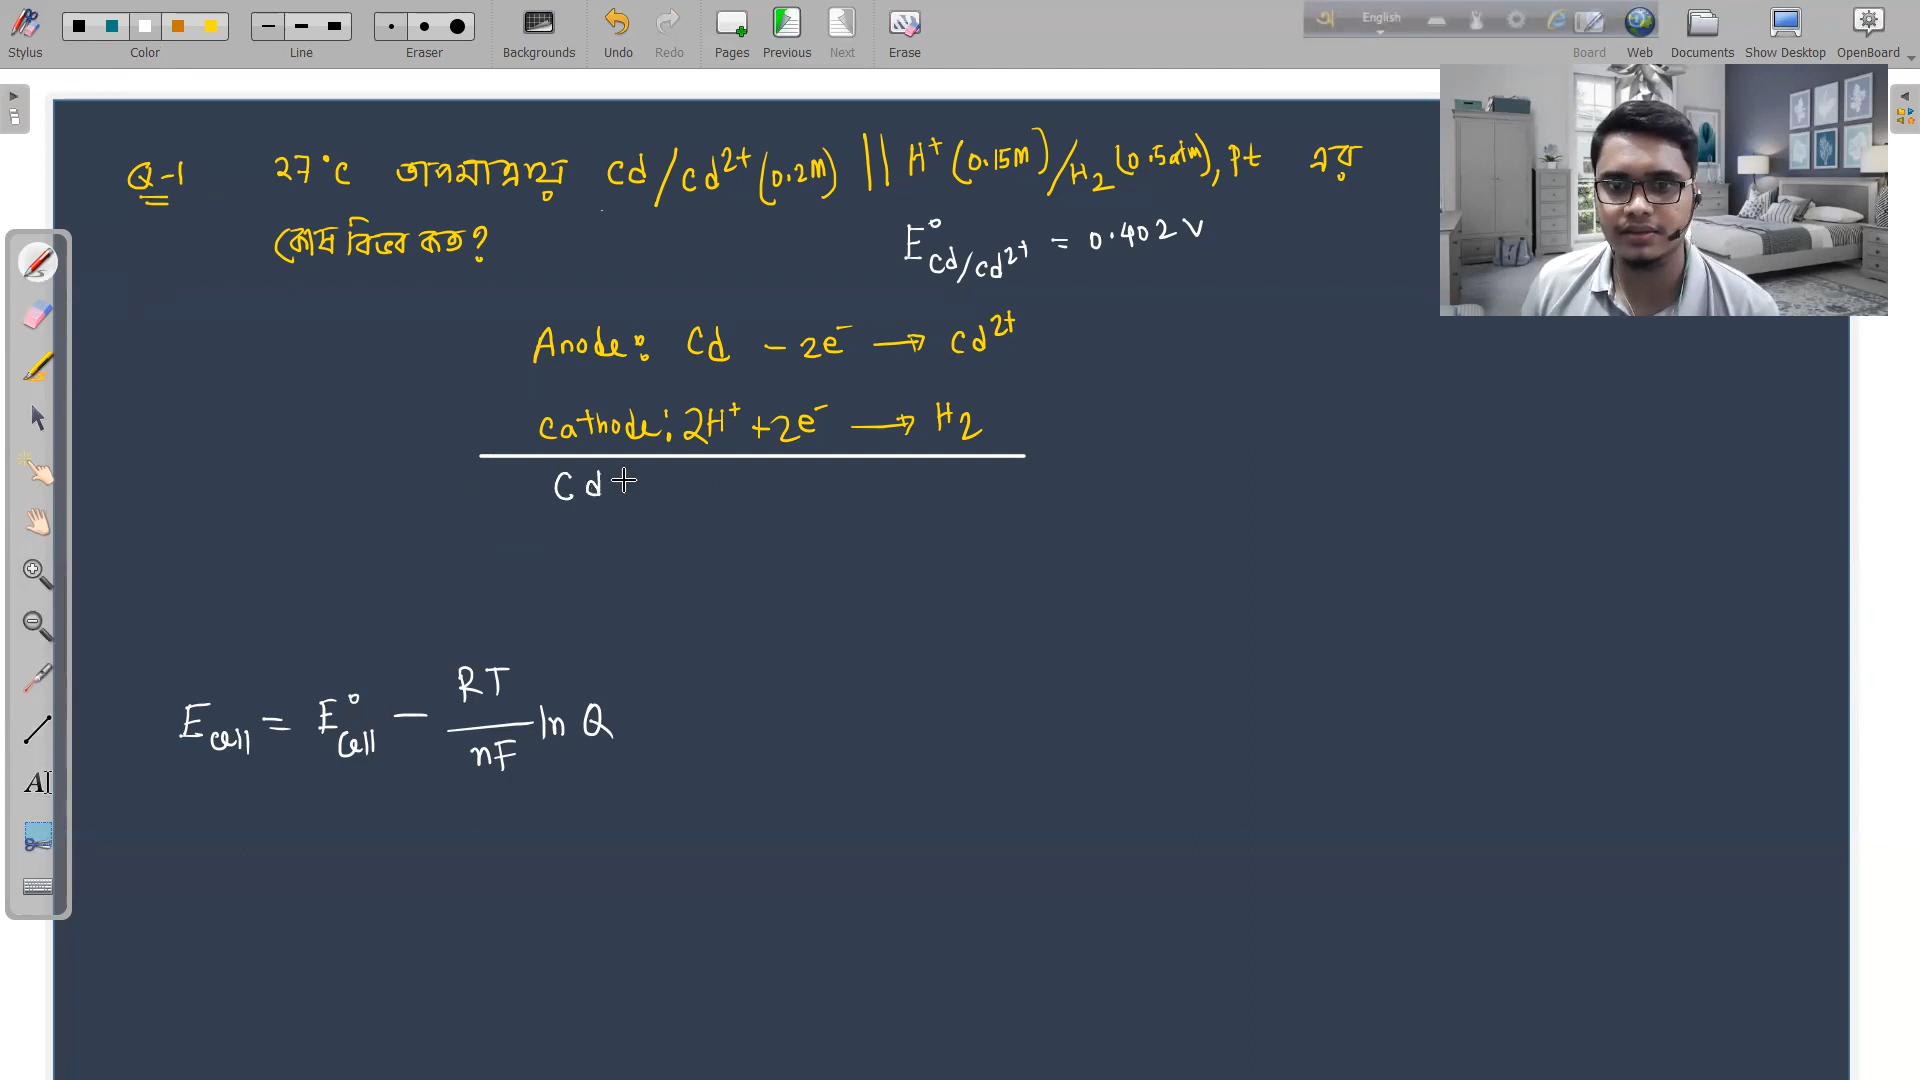 Stylus Color Line Eraser Backgrounds Undo Redo Pages Previous Next Erase
English
Board Web Documents Show Desktop OpenBoard
Q-1 27°C তাপমাত্রায় Cd/Cd²⁺(0.2M) || H⁺(0.15M)/H₂(0.5atm), Pt এর
কোষ বিভব কত?
E°Cd/Cd²⁺ = 0.402 V
Anode: Cd - 2e⁻ → Cd²⁺
Cathode: 2H⁺ + 2e⁻ → H₂
Cd
Ecell = E°Cell - RT/nF ln Q